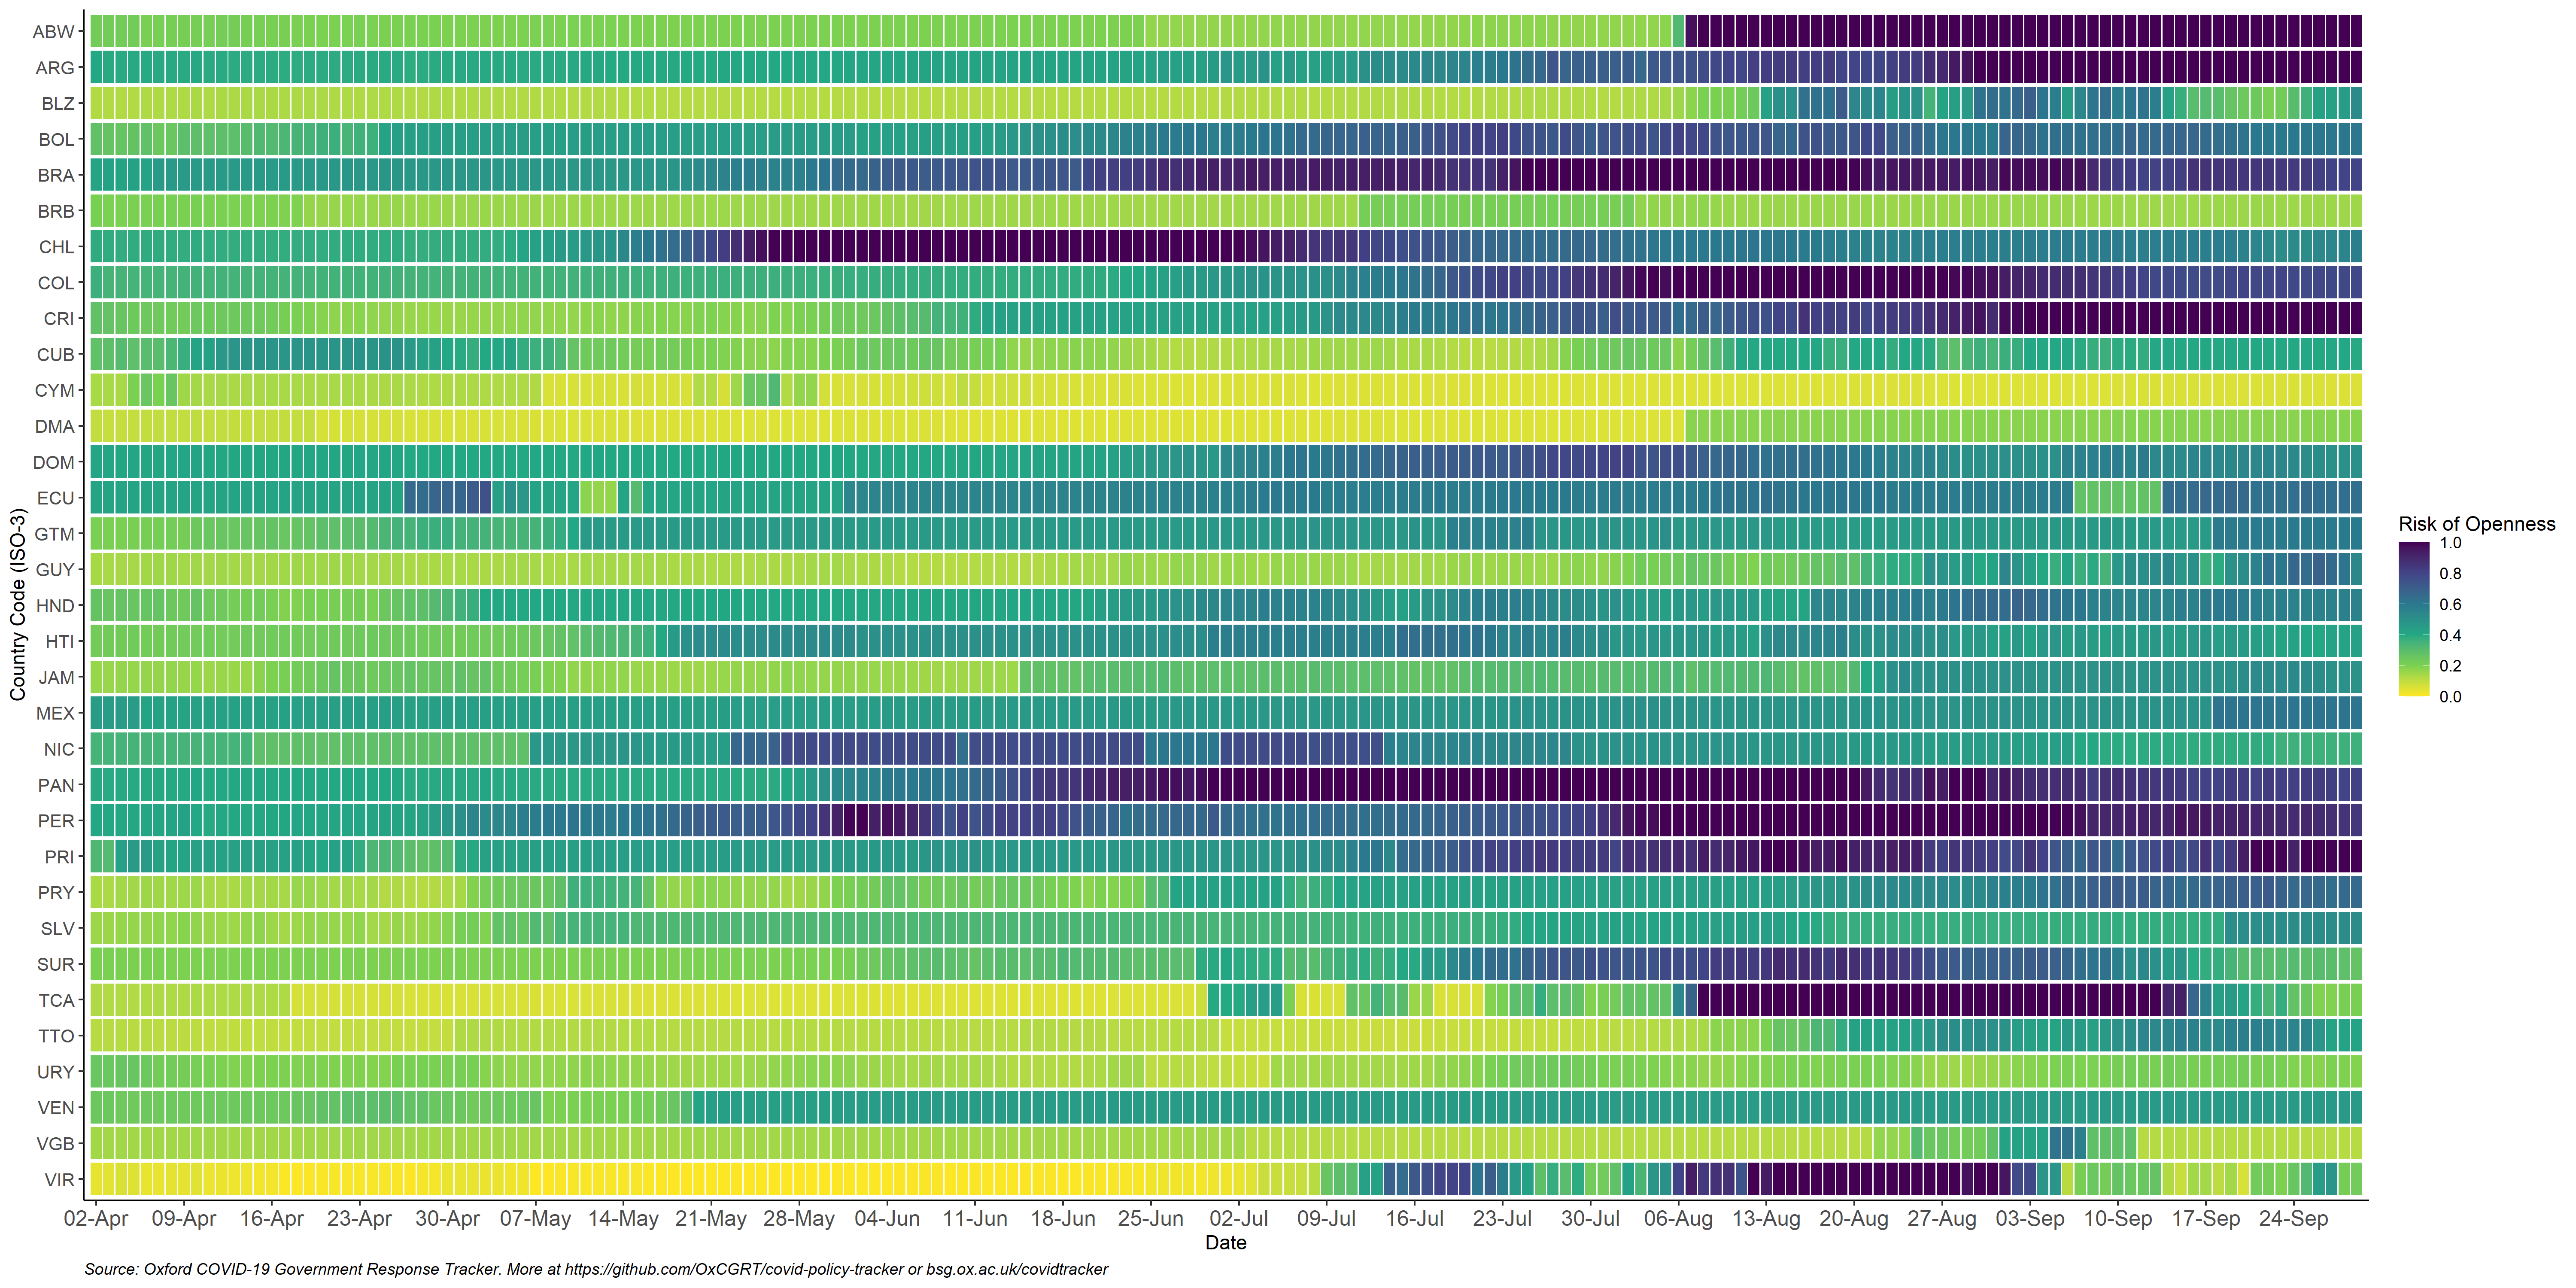 ABW
ARG
BLZ
BOL
BRA
BRB
CHL
COL
CRI
CUB
CYM
DMA
DOM
ECU
GTM
GUY
HND
HTI
JAM
MEX
NIC
PAN
PER
PRI
PRY
SLV
SUR
TCA
TTO
URY
VEN
VGB
VIR
Country Code (ISO-3)
02-Apr 09-Apr 16-Apr 23-Apr 30-Apr 07-May 14-May 21-May 28-May 04-Jun 11-Jun 18-Jun 25-Jun 02-Jul 09-Jul 16-Jul 23-Jul 30-Jul 06-Aug 13-Aug 20-Aug 27-Aug 03-Sep 10-Sep 17-Sep 24-Sep
Date
Risk of Openness
1.0
0.8
0.6
0.4
0.2
0.0
Source: Oxford COVID-19 Government Response Tracker. More at https://github.com/OxCGRT/covid-policy-tracker or bsg.ox.ac.uk/covidtracker